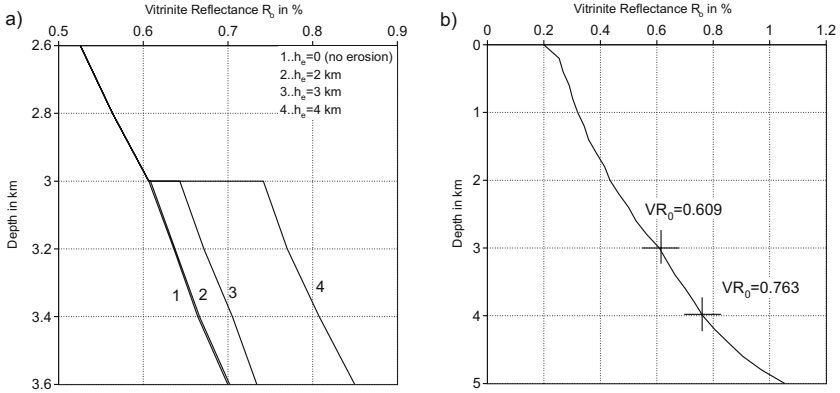 a)
Vitrinite Reflectance R₀ in %
0.5 0.6 0.7 0.8 0.9
2.6
2.8
3
3.2
3.4
3.6
Depth in km
1..hₑ=0 (no erosion)
2..hₑ=2 km
3..hₑ=3 km
4..hₑ=4 km
1 2 3 4
b)
Vitrinite Reflectance R₀ in %
0 0.2 0.4 0.6 0.8 1 1.2
0
1
2
3
4
5
Depth in km
VR₀=0.609
VR₀=0.763